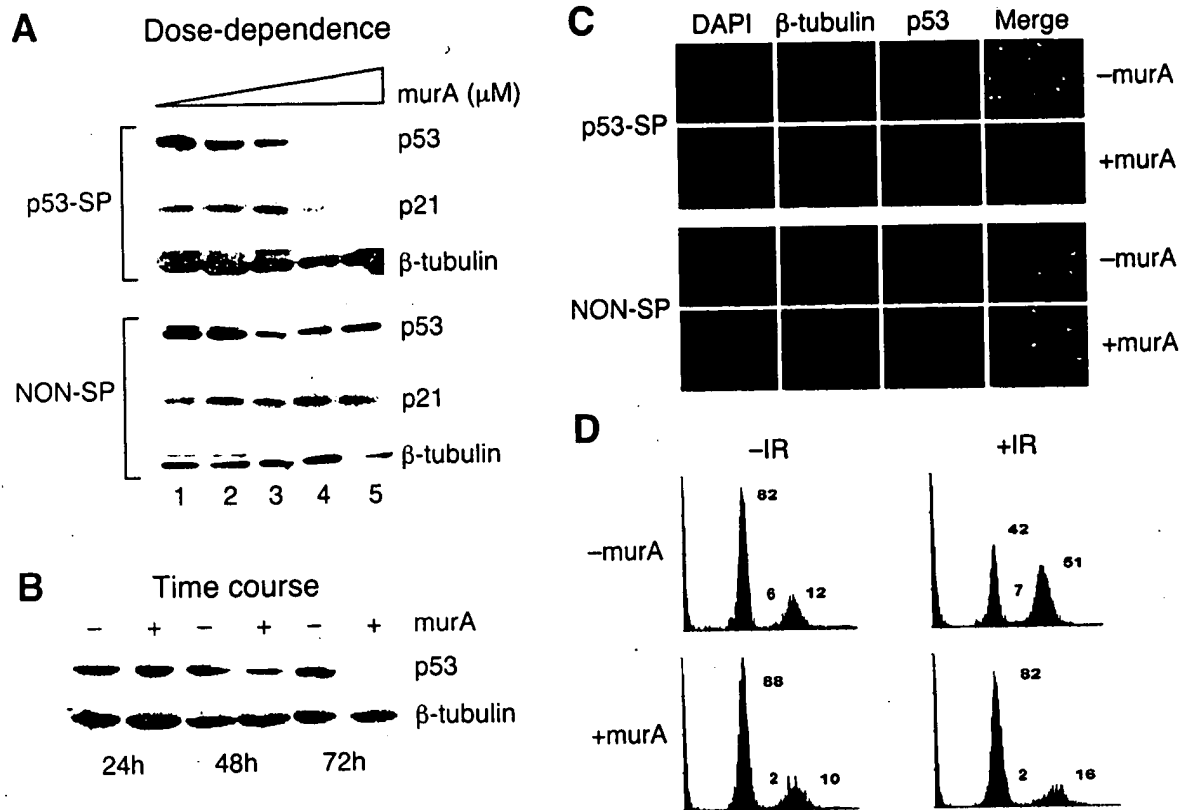 A
Dose-dependence
murA (μM)
p53-SP
p53
p21
β-tubulin
NON-SP
p53
p21
β-tubulin
1 2 3 4 5
B
Time course
– + – + – + murA
p53
β-tubulin
24h 48h 72h
C
DAPI β-tubulin p53 Merge
p53-SP
–murA
+murA
NON-SP
–murA
+murA
D
–IR +IR
–murA
82
6 12
42
7 51
+murA
88
2 10
82
2 16